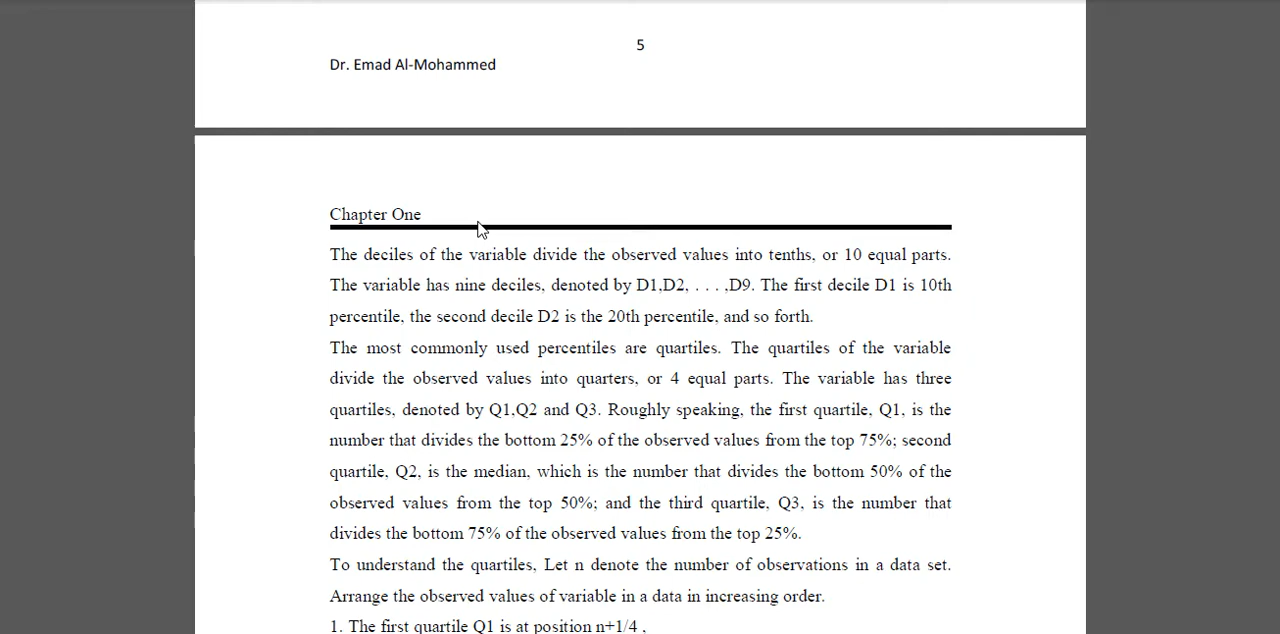 5
Dr. Emad Al-Mohammed
Chapter One
The deciles of the variable divide the observed values into tenths, or 10 equal parts.
The variable has nine deciles, denoted by D1,D2, . . . ,D9. The first decile D1 is 10th
percentile, the second decile D2 is the 20th percentile, and so forth.
The most commonly used percentiles are quartiles. The quartiles of the variable
divide the observed values into quarters, or 4 equal parts. The variable has three
quartiles, denoted by Q1,Q2 and Q3. Roughly speaking, the first quartile, Q1, is the
number that divides the bottom 25% of the observed values from the top 75%; second
quartile, Q2, is the median, which is the number that divides the bottom 50% of the
observed values from the top 50%; and the third quartile, Q3, is the number that
divides the bottom 75% of the observed values from the top 25%.
To understand the quartiles, Let n denote the number of observations in a data set.
Arrange the observed values of variable in a data in increasing order.
1. The first quartile Q1 is at position n+1/4 ,